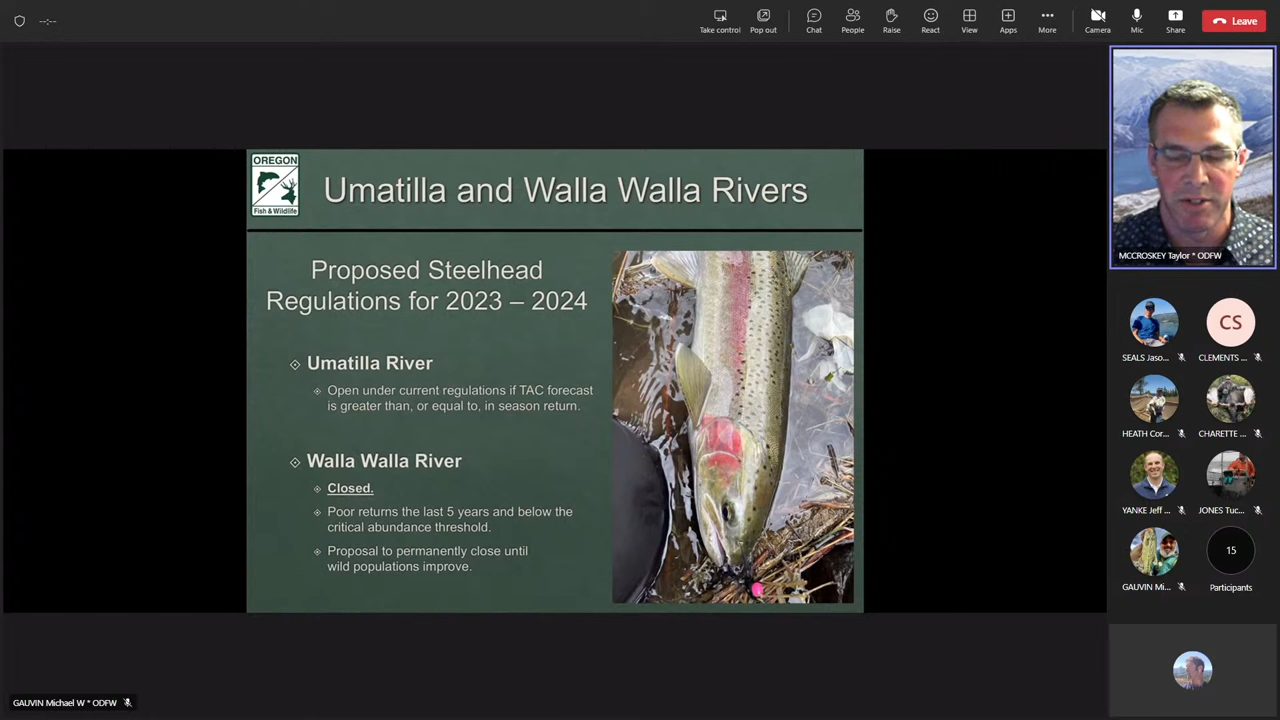 --:--
Take control
Pop out
Chat
People
Raise
React
View
Apps
More
Camera
Mic
Share
Leave
OREGON
Fish & Wildlife
Umatilla and Walla Walla Rivers
Proposed Steelhead
Regulations for 2023 – 2024
Umatilla River
Open under current regulations if TAC forecast
is greater than, or equal to, in season return.
Walla Walla River
Closed.
Poor returns the last 5 years and below the
critical abundance threshold.
Proposal to permanently close until
wild populations improve.
MCCROSKEY Taylor * ODFW
SEALS Jaso...
CS
CLEMENTS ...
HEATH Cor...
CHARETTE ...
YANKE Jeff ...
JONES Tuc...
GAUVIN Mi...
15
Participants
GAUVIN Michael W * ODFW